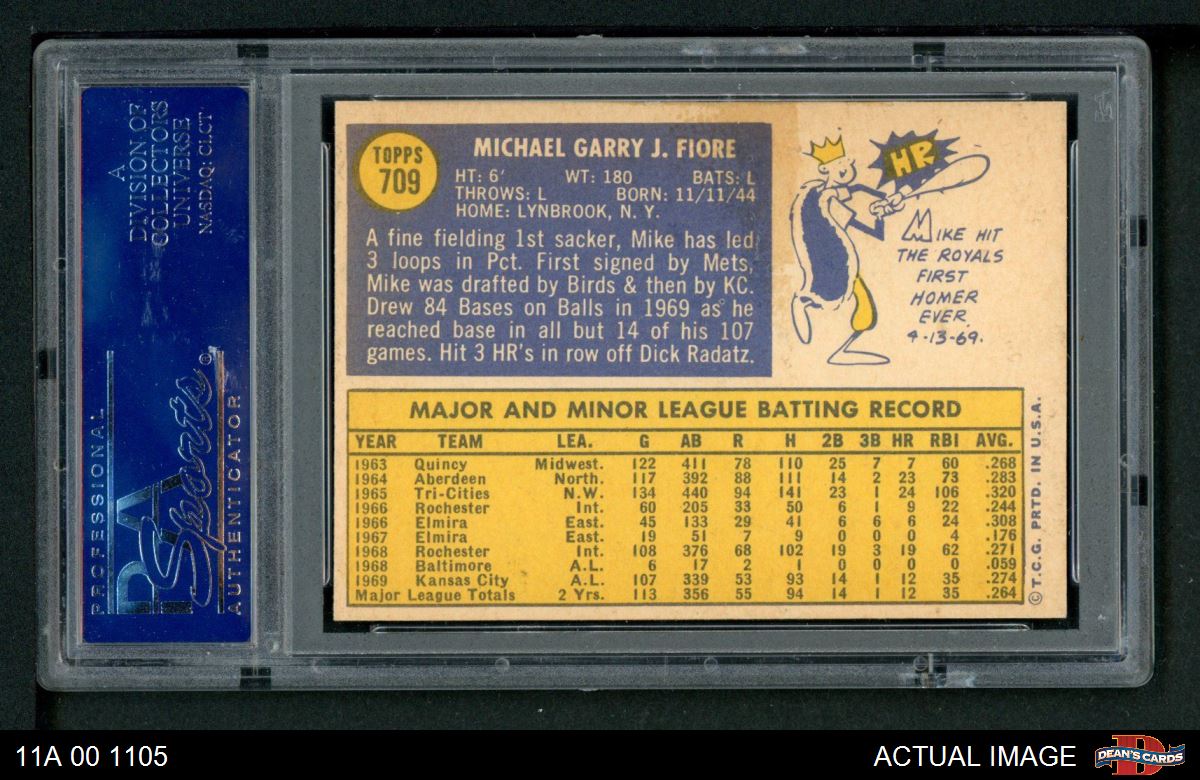 A
DIVISION OF
COLLECTORS
UNIVERSE
NASDAQ: CLCT
PROFESSIONAL
PSA
Sports®
AUTHENTICATOR
TOPPS
709
MICHAEL GARRY J. FIORE
HT: 6' WT: 180 BATS: L
THROWS: L BORN: 11/11/44
HOME: LYNBROOK, N. Y.
A fine fielding 1st sacker, Mike has led
3 loops in Pct. First signed by Mets,
Mike was drafted by Birds & then by KC.
Drew 84 Bases on Balls in 1969 as he
reached base in all but 14 of his 107
games. Hit 3 HR's in row off Dick Radatz.
HR
MIKE HIT
THE ROYALS
FIRST
HOMER
EVER
4-13-69.
MAJOR AND MINOR LEAGUE BATTING RECORD
YEAR TEAM LEA. G AB R H 2B 3B HR RBI AVG.
1963 Quincy Midwest. 122 411 78 110 25 7 7 60 .268
1964 Aberdeen North. 117 392 88 111 14 2 23 73 .283
1965 Tri-Cities N.W. 134 440 94 141 23 1 24 106 .320
1966 Rochester Int. 60 205 33 50 6 1 9 22 .244
1966 Elmira East. 45 133 29 41 6 6 6 24 .308
1967 Elmira East. 19 51 7 9 0 0 0 4 .176
1968 Rochester Int. 108 376 68 102 19 3 19 62 .271
1968 Baltimore A.L. 6 17 2 1 0 0 0 0 .059
1969 Kansas City A.L. 107 339 53 93 14 1 12 35 .274
Major League Totals 2 Yrs. 113 356 55 94 14 1 12 35 .264
© T.C.G. PRTD. IN U.S.A.
11A 00 1105
ACTUAL IMAGE
D
DEAN'S CARDS